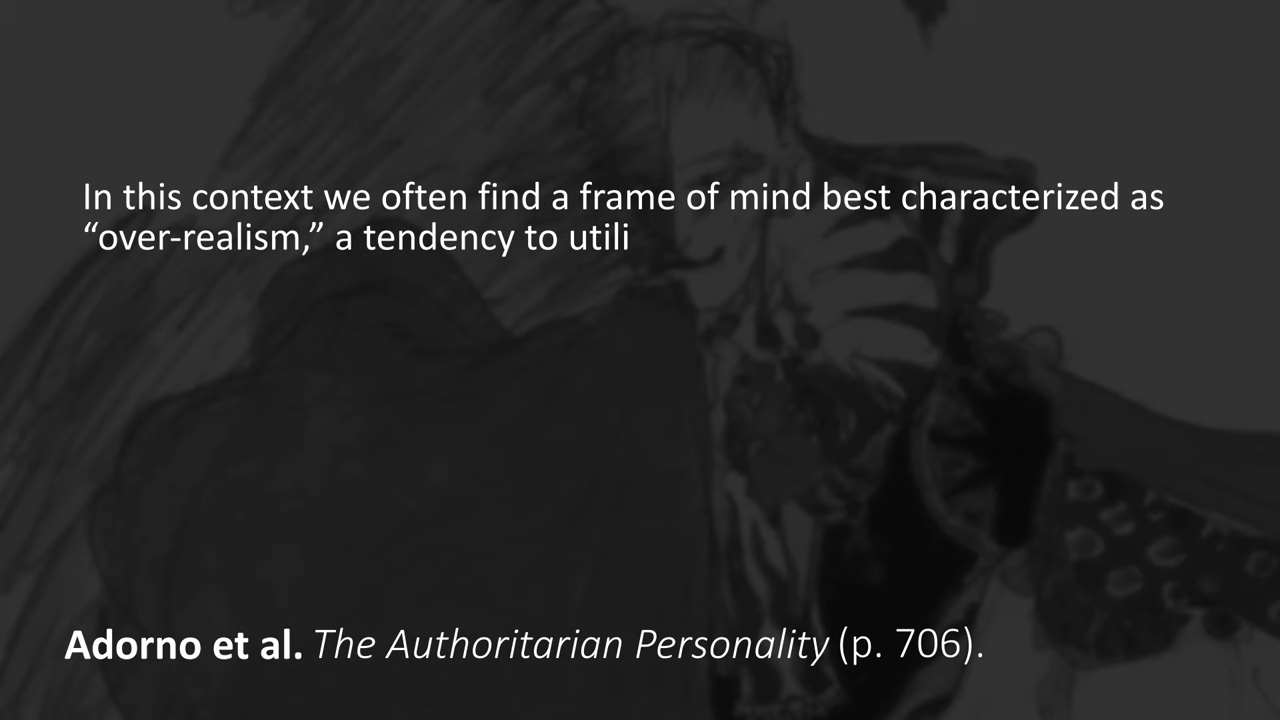 In this context we often find a frame of mind best characterized as
“over-realism,” a tendency to utili
Adorno et al. The Authoritarian Personality (p. 706).